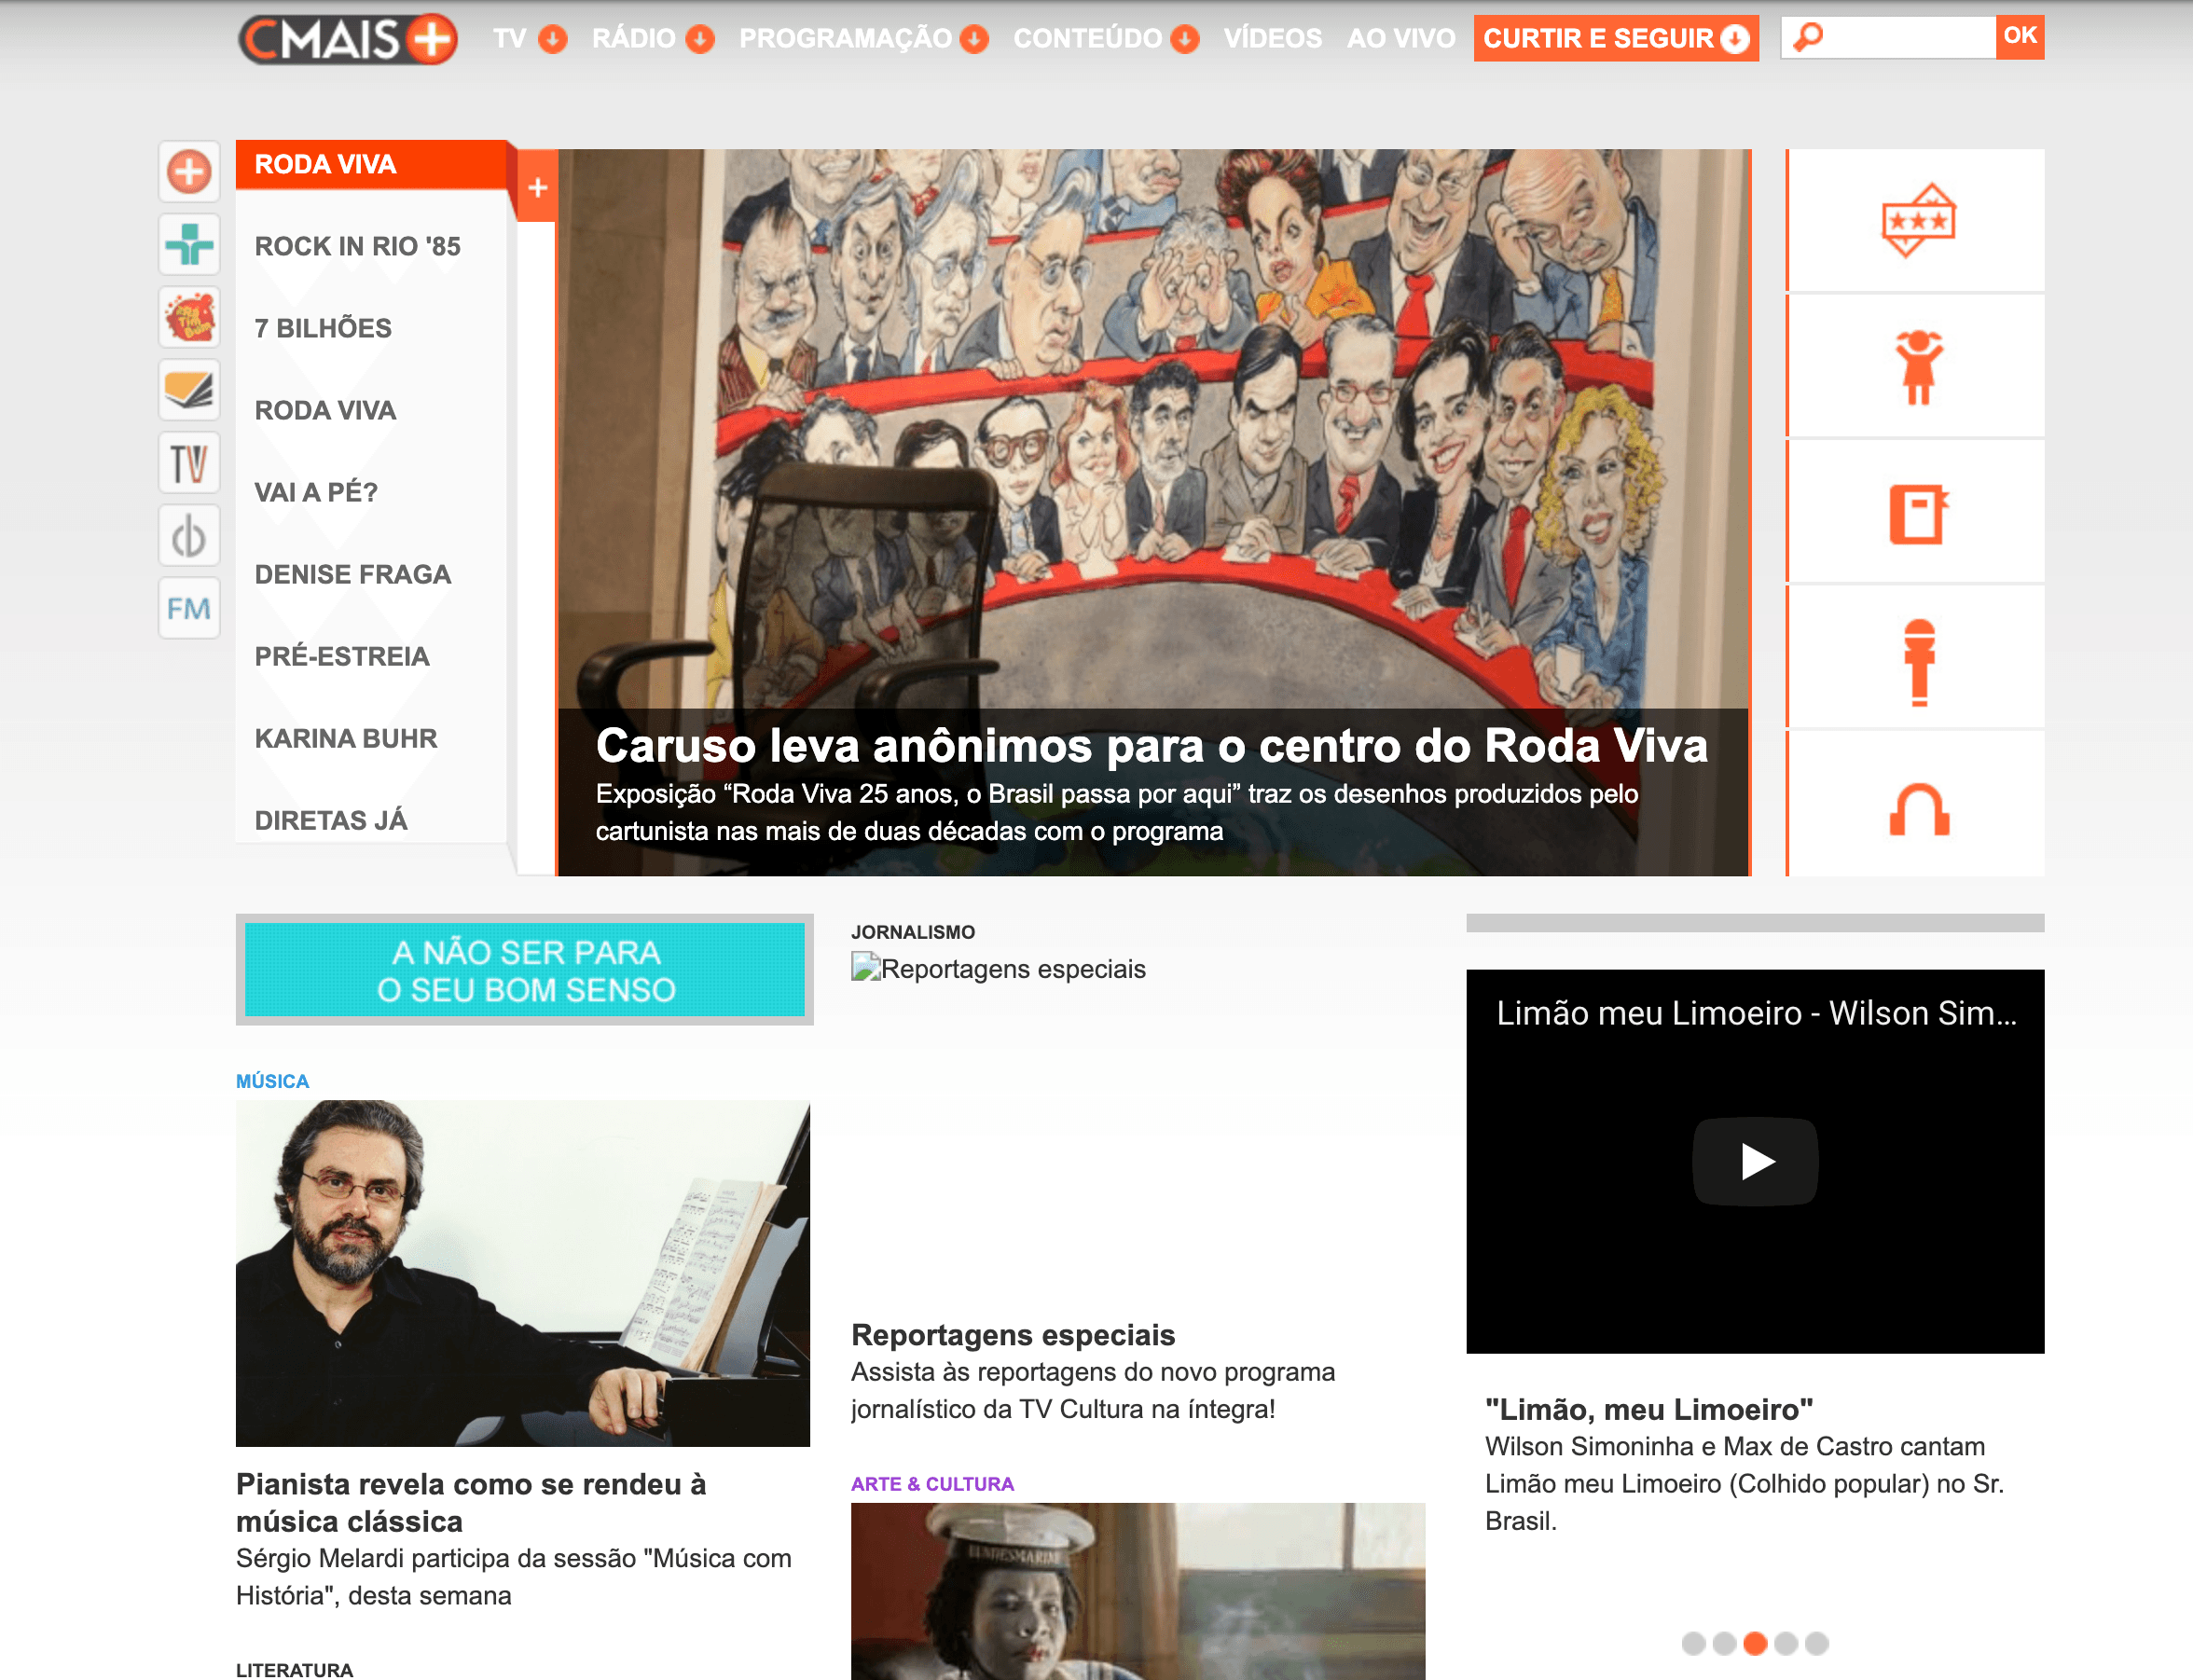 CMAIS+
TV
RÁDIO
PROGRAMAÇÃO
CONTEÚDO
VÍDEOS
AO VIVO
CURTIR E SEGUIR
OK
RODA VIVA
+
ROCK IN RIO '85
7 BILHÕES
RODA VIVA
VAI A PÉ?
DENISE FRAGA
PRÉ-ESTREIA
KARINA BUHR
DIRETAS JÁ
Rá
Tim
Bum
TV
FM
Caruso leva anônimos para o centro do Roda Viva
Exposição “Roda Viva 25 anos, o Brasil passa por aqui” traz os desenhos produzidos pelo
cartunista nas mais de duas décadas com o programa
A NÃO SER PARA
O SEU BOM SENSO
MÚSICA
Pianista revela como se rendeu à
música clássica
Sérgio Melardi participa da sessão "Música com
História", desta semana
LITERATURA
JORNALISMO
Reportagens especiais
Reportagens especiais
Assista às reportagens do novo programa
jornalístico da TV Cultura na íntegra!
ARTE & CULTURA
Limão meu Limoeiro - Wilson Sim...
"Limão, meu Limoeiro"
Wilson Simoninha e Max de Castro cantam
Limão meu Limoeiro (Colhido popular) no Sr.
Brasil.